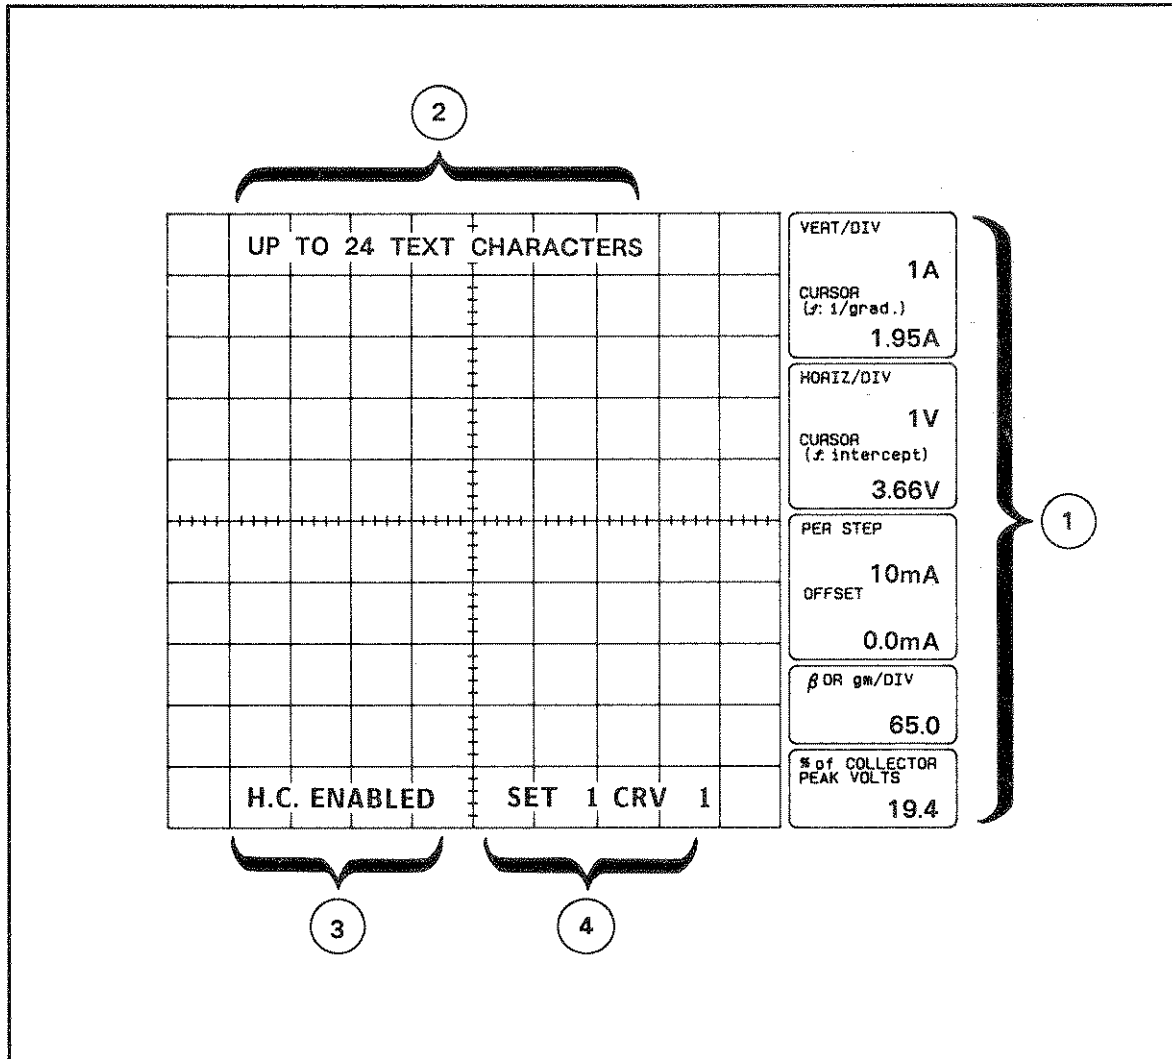 2
UP TO 24 TEXT CHARACTERS
VERT/DIV
1A
CURSOR
(f: 1/grad.)
1.95A
HORIZ/DIV
1V
CURSOR
(f: intercept)
3.66V
PER STEP
10mA
OFFSET
0.0mA
β OR gm/DIV
65.0
% of COLLECTOR
PEAK VOLTS
19.4
1
H.C. ENABLED SET 1 CRV 1
3
4